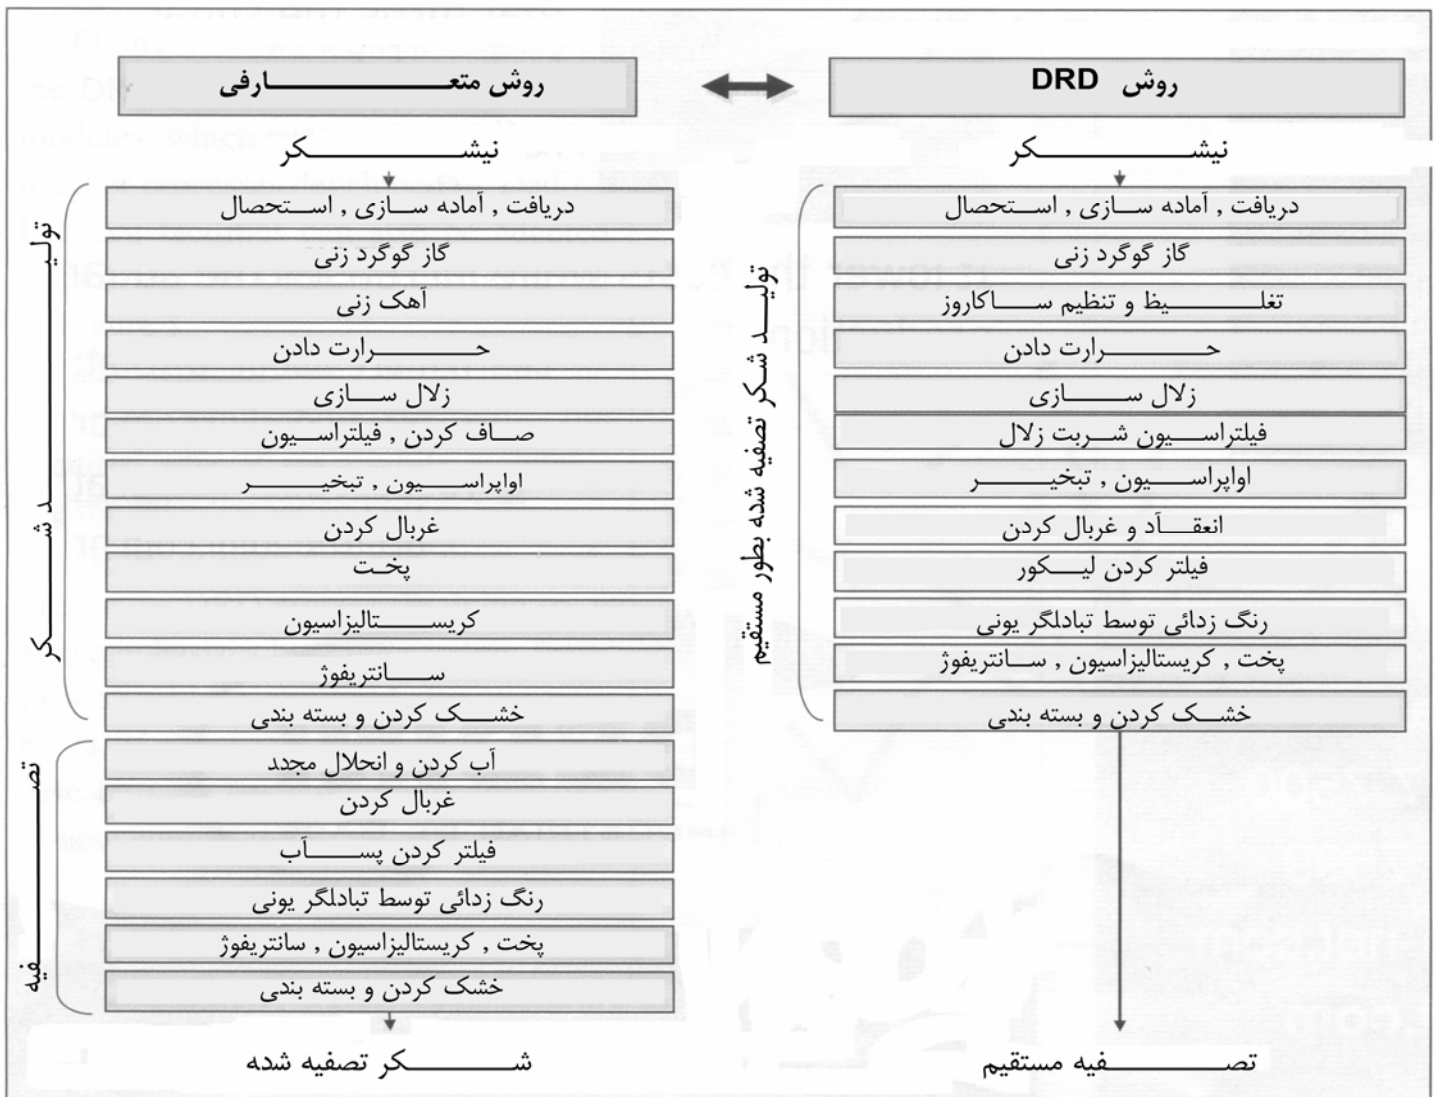 روش DRD
نیشکر
دریافت , آماده سازی , استحصال
گاز گوگرد زنی
تغلیظ و تنظیم ساکاروز
حرارت دادن
زلال سازی
فیلتراسیون شربت زلال
اواپراسیون , تبخیر
انعقآد و غربال کردن
فیلتر کردن لیکور
رنگ زدائی توسط تبادلگر یونی
پخت , کریستالیزاسیون , سانتریفوژ
خشک کردن و بسته بندی
تصفیه مستقیم
تولید شکر تصفیه شده بطور مستقیم
روش متعارفی
نیشکر
دریافت , آماده سازی , استحصال
گاز گوگرد زنی
آهک زنی
حرارت دادن
زلال سازی
صاف کردن , فیلتراسیون
اواپراسیون , تبخیر
غربال کردن
پخت
کریستالیزاسیون
سانتریفوژ
خشک کردن و بسته بندی
آب کردن و انحلال مجدد
غربال کردن
فیلتر کردن پسآب
رنگ زدائی توسط تبادلگر یونی
پخت , کریستالیزاسیون , سانتریفوژ
خشک کردن و بسته بندی
شکر تصفیه شده
تولید شکر
تصفیه